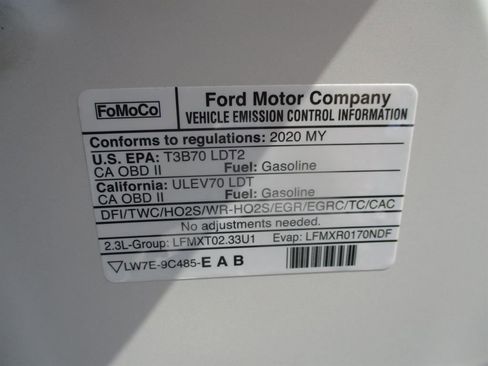 FoMoCo
Ford Motor Company
VEHICLE EMISSION CONTROL INFORMATION
Conforms to regulations: 2020 MY
U.S. EPA: T3B70 LDT2
CA OBD II Fuel: Gasoline
California: ULEV70 LDT
CA OBD II Fuel: Gasoline
DFI/TWC/HO2S/WR-HO2S/EGR/EGRC/TC/CAC
No adjustments needed.
2.3L-Group: LFMXT02.33U1 Evap: LFMXR0170NDF
LW7E-9C485-E A B